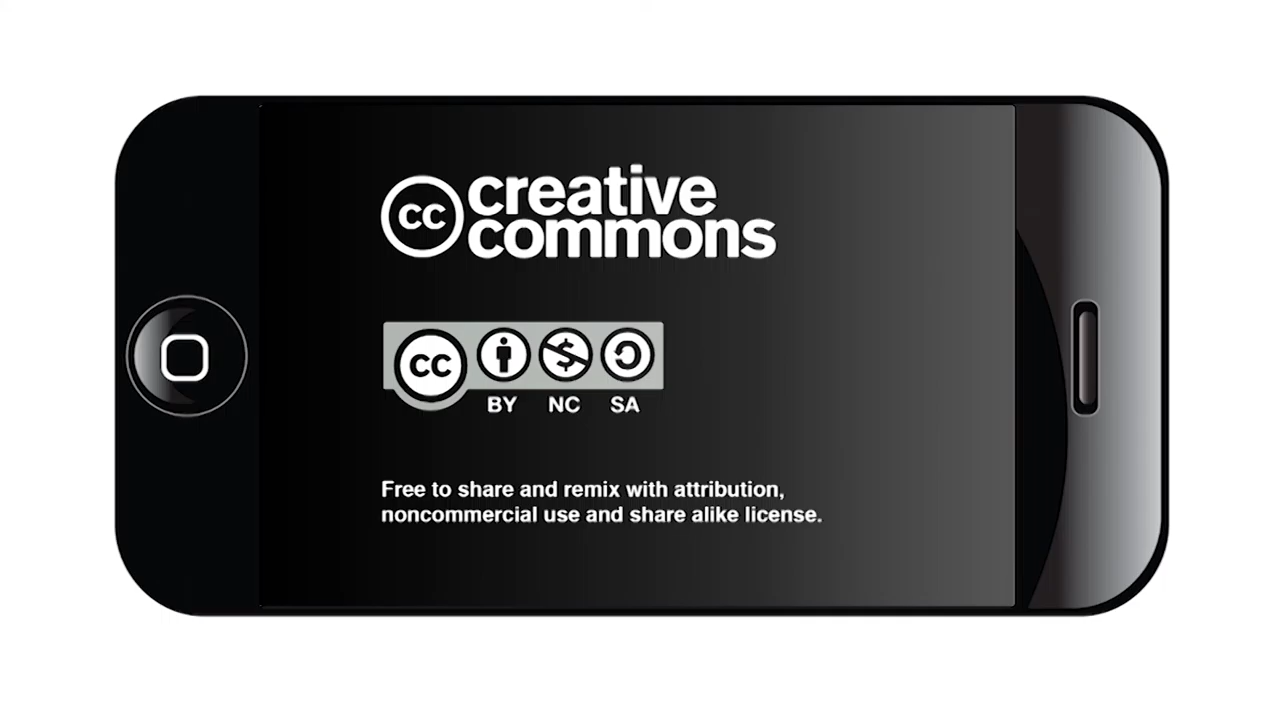 cc creative
commons
cc
BY NC SA
Free to share and remix with attribution,
noncommercial use and share alike license.